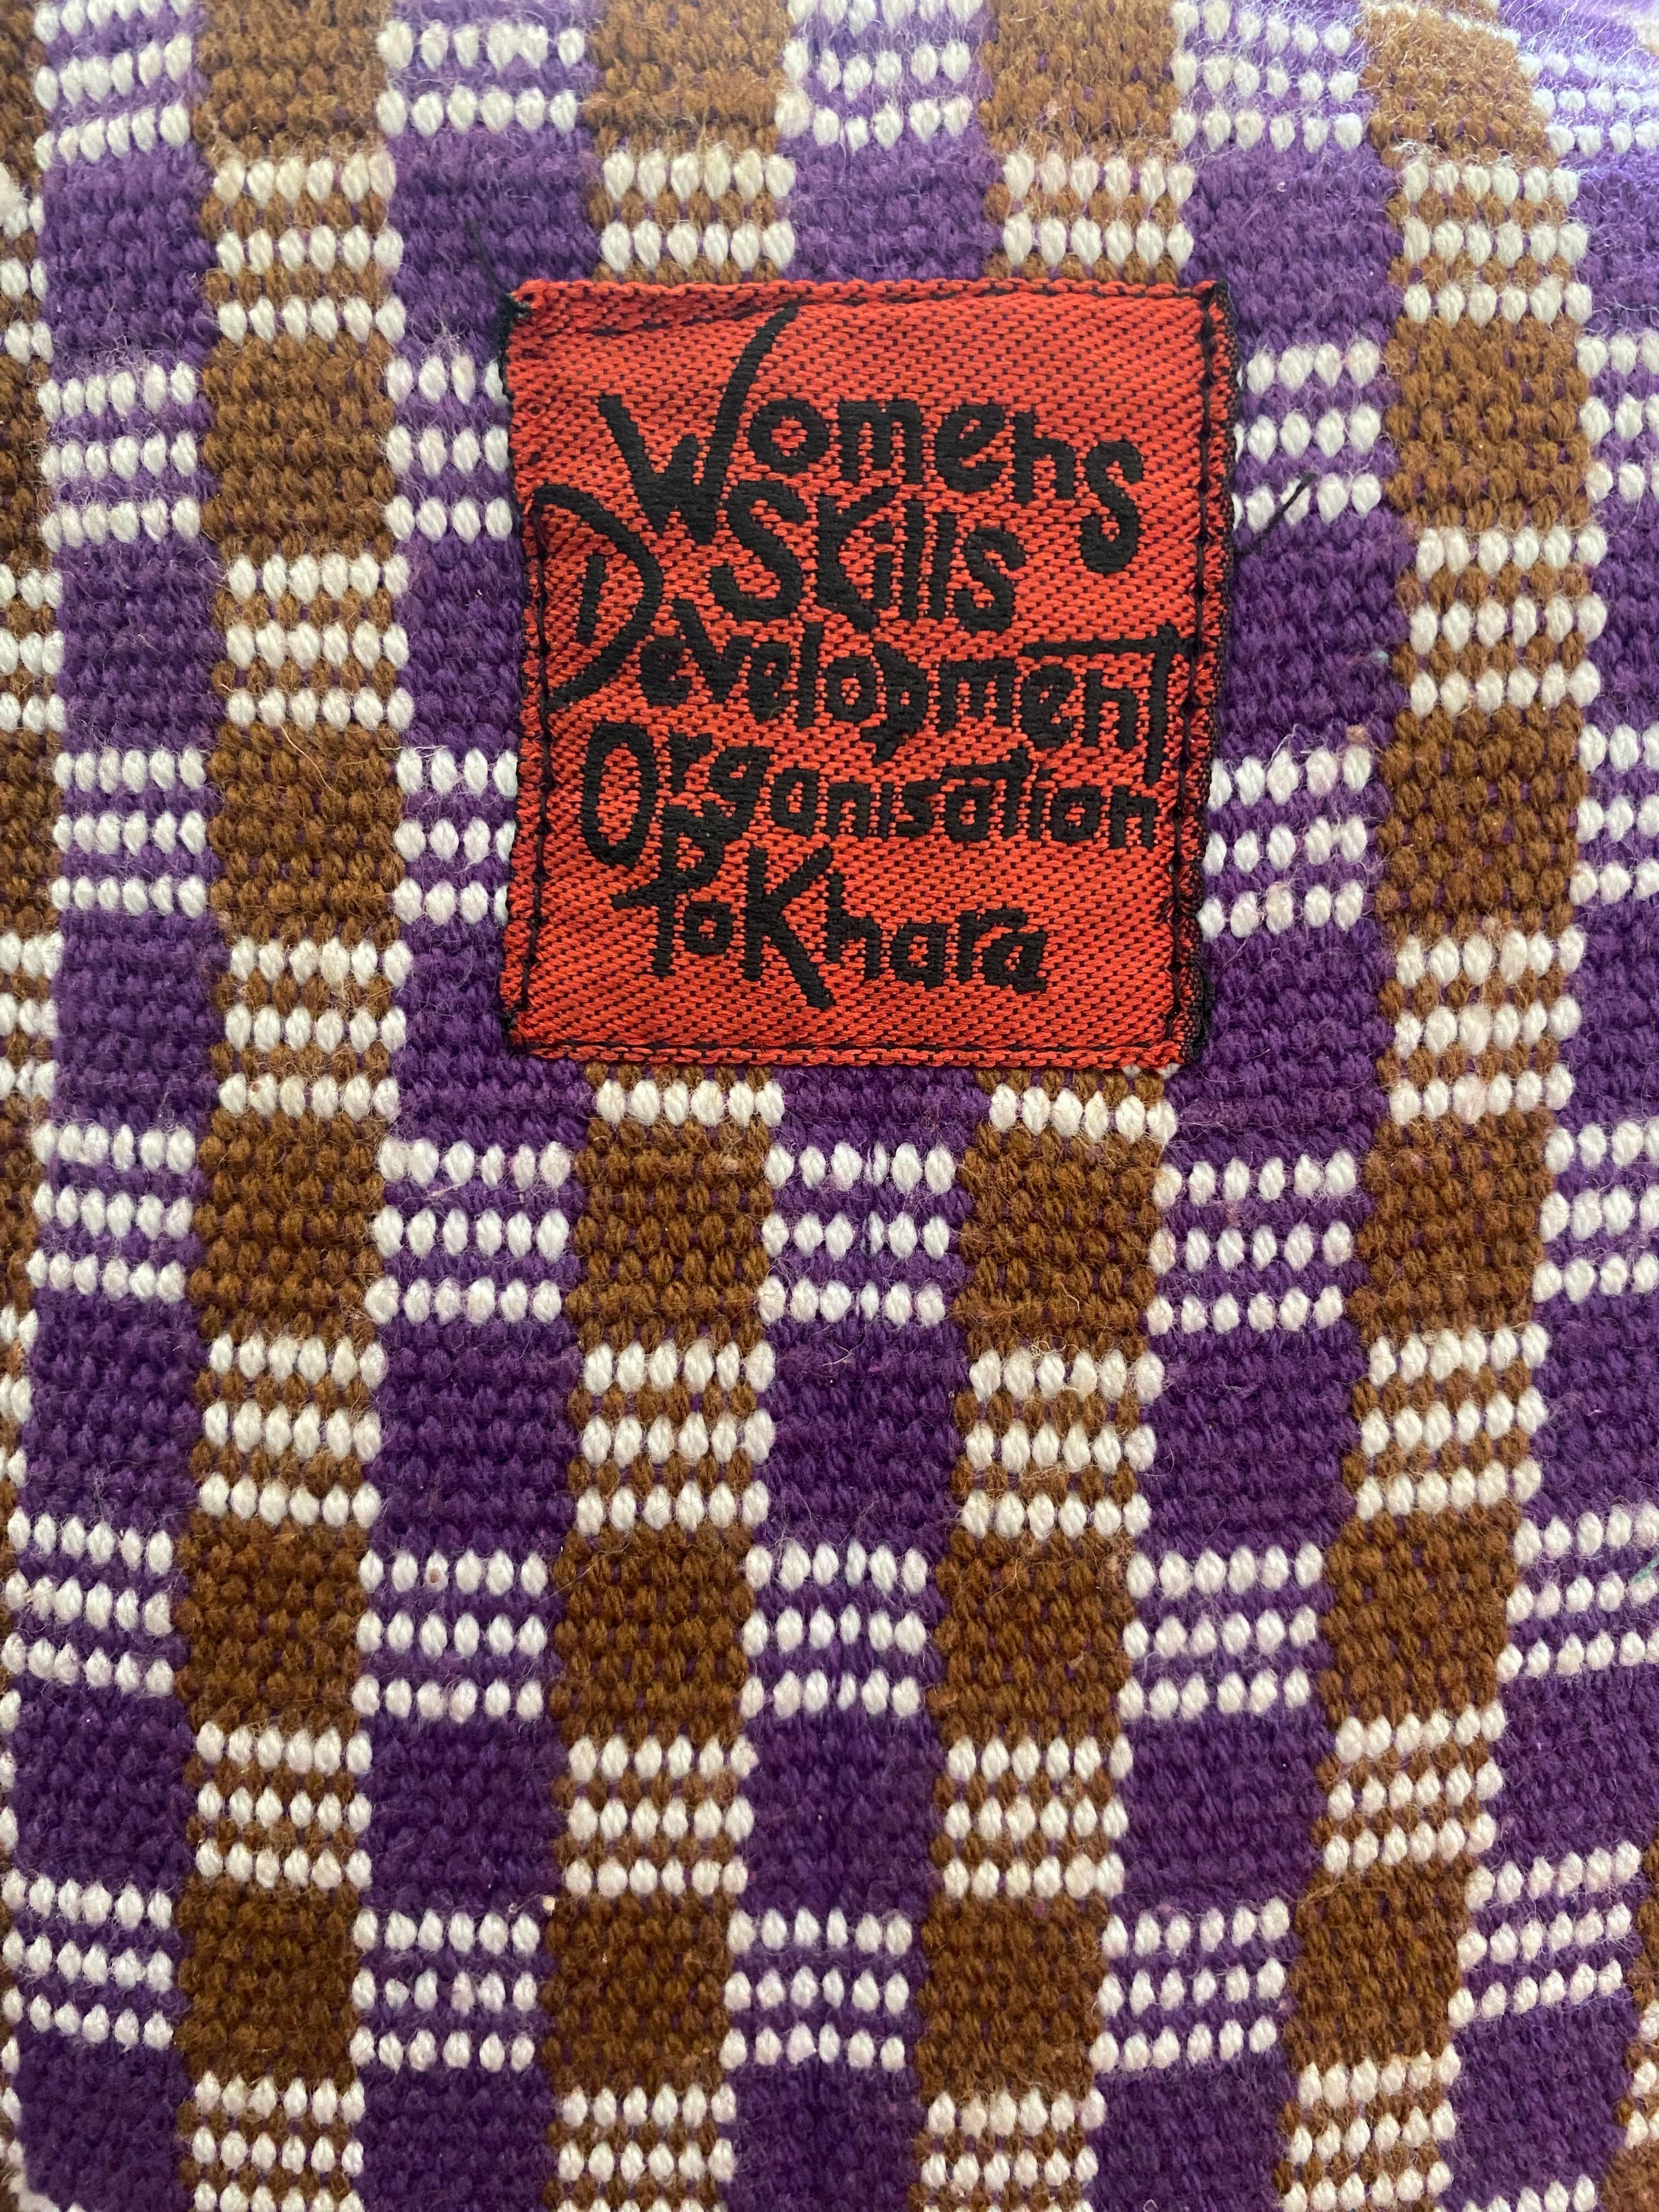 Womens
Skills
Development
Organisation
PoKhara